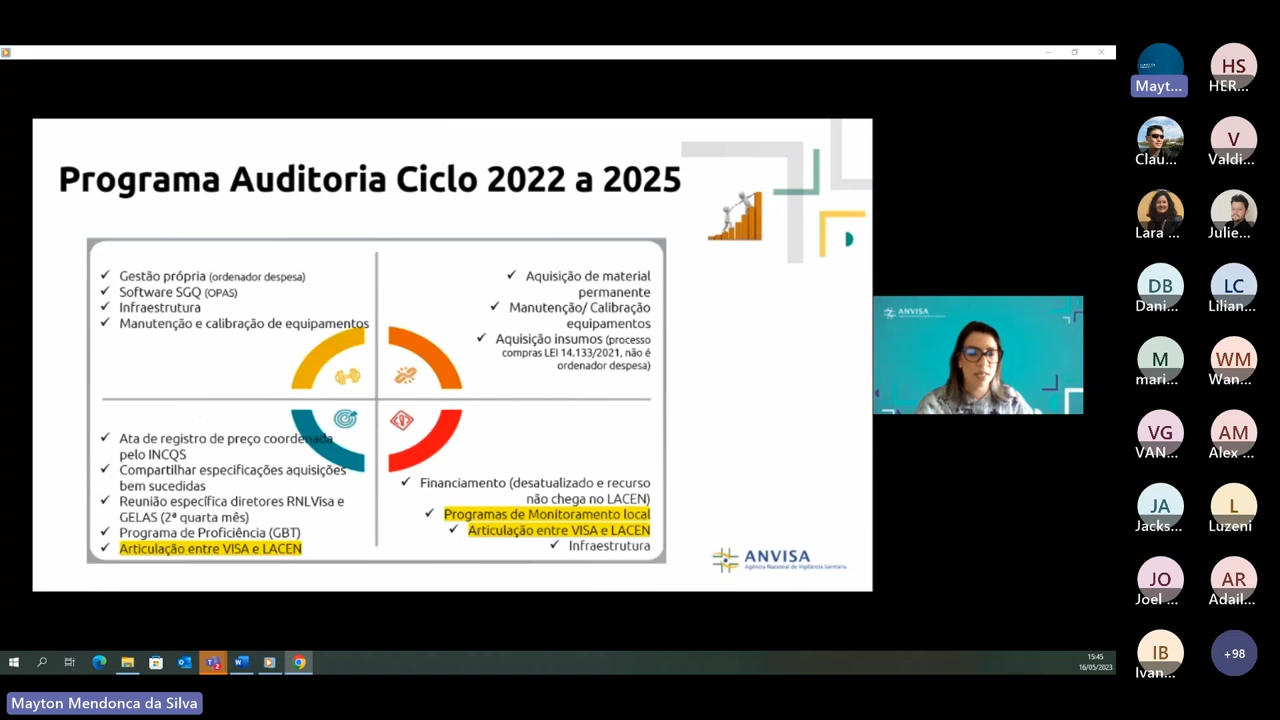 Programa Auditoria Ciclo 2022 a 2025
Gestão própria (ordenador despesa)
Software SGQ (OPAS)
Infraestrutura
Manutenção e calibração de equipamentos
Aquisição de material
permanente
Manutenção/ Calibração
equipamentos
Aquisição insumos (processo
compras LEI 14.133/2021, não é
ordenador despesa)
Ata de registro de preço coordenada
pelo INCQS
Compartilhar especificações aquisições
bem sucedidas
Reunião específica diretores RNLVisa e
GELAS (2ª quarta mês)
Programa de Proficiência (GBT)
Articulação entre VISA e LACEN
Financiamento (desatualizado e recurso
não chega no LACEN)
Programas de Monitoramento local
Articulação entre VISA e LACEN
Infraestrutura
ANVISA
Agência Nacional de Vigilância Sanitária
ANVISA
Mayt...
HS
HER...
Clau...
V
Valdi...
Lara ...
Julie...
DB
Dani...
LC
Lilian...
M
mari...
WM
Wan...
VG
VAN...
AM
Alex ...
JA
Jacks...
L
Luzeni
JO
Joel ...
AR
Adail...
IB
Ivan...
+98
15:45
16/05/2023
Mayton Mendonca da Silva